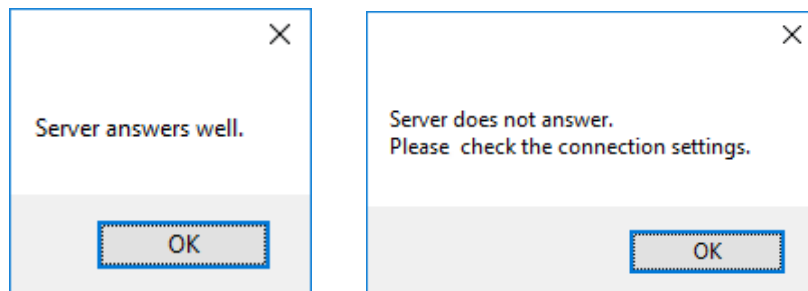 Server answers well.
OK
Server does not answer.
Please  check the connection settings.
OK